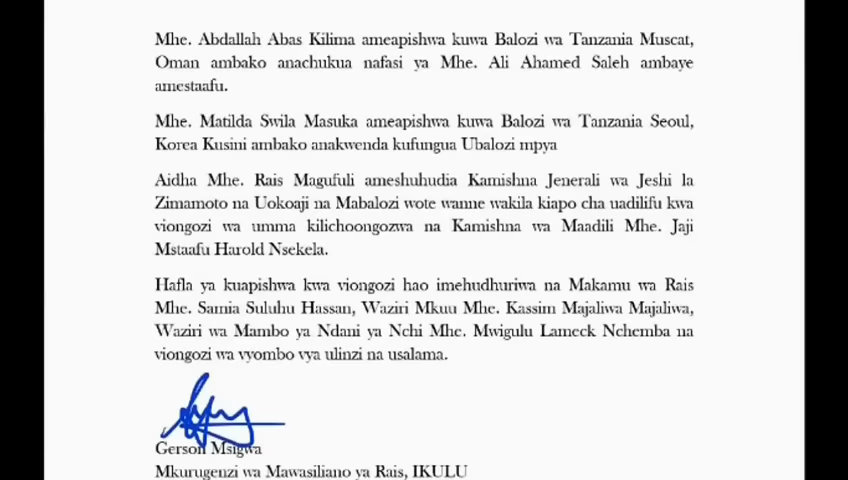 Mhe. Abdallah Abas Kilima ameapishwa kuwa Balozi wa Tanzania Muscat,
Oman ambako anachukua nafasi ya Mhe. Ali Ahamed Saleh ambaye
amestaafu.
Mhe. Matilda Swila Masuka ameapishwa kuwa Balozi wa Tanzania Seoul,
Korea Kusini ambako anakwenda kufungua Ubalozi mpya
Aidha Mhe. Rais Magufuli ameshuhudia Kamishna Jenerali wa Jeshi la
Zimamoto na Uokoaji na Mabalozi wote wanne wakila kiapo cha uadilifu kwa
viongozi wa umma kilichoongozwa na Kamishna wa Maadili Mhe. Jaji
Mstaafu Harold Nsekela.
Hafla ya kuapishwa kwa viongozi hao imehudhuriwa na Makamu wa Rais
Mhe. Samia Suluhu Hassan, Waziri Mkuu Mhe. Kassim Majaliwa Majaliwa,
Waziri wa Mambo ya Ndani ya Nchi Mhe. Mwigulu Lameck Nchemba na
viongozi wa vyombo vya ulinzi na usalama.
Gerson Msigwa
Mkurugenzi wa Mawasiliano ya Rais, IKULU